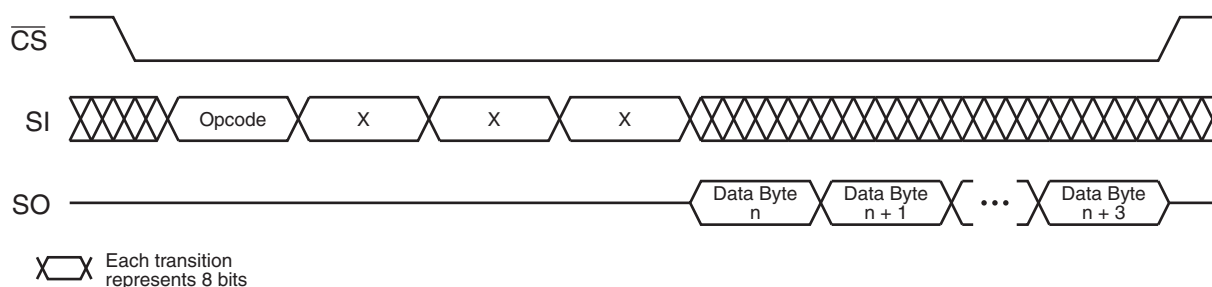 CS
SI
Opcode
X
X
X
SO
Data Byte
n
Data Byte
n + 1
•••
Data Byte
n + 3
Each transition
represents 8 bits